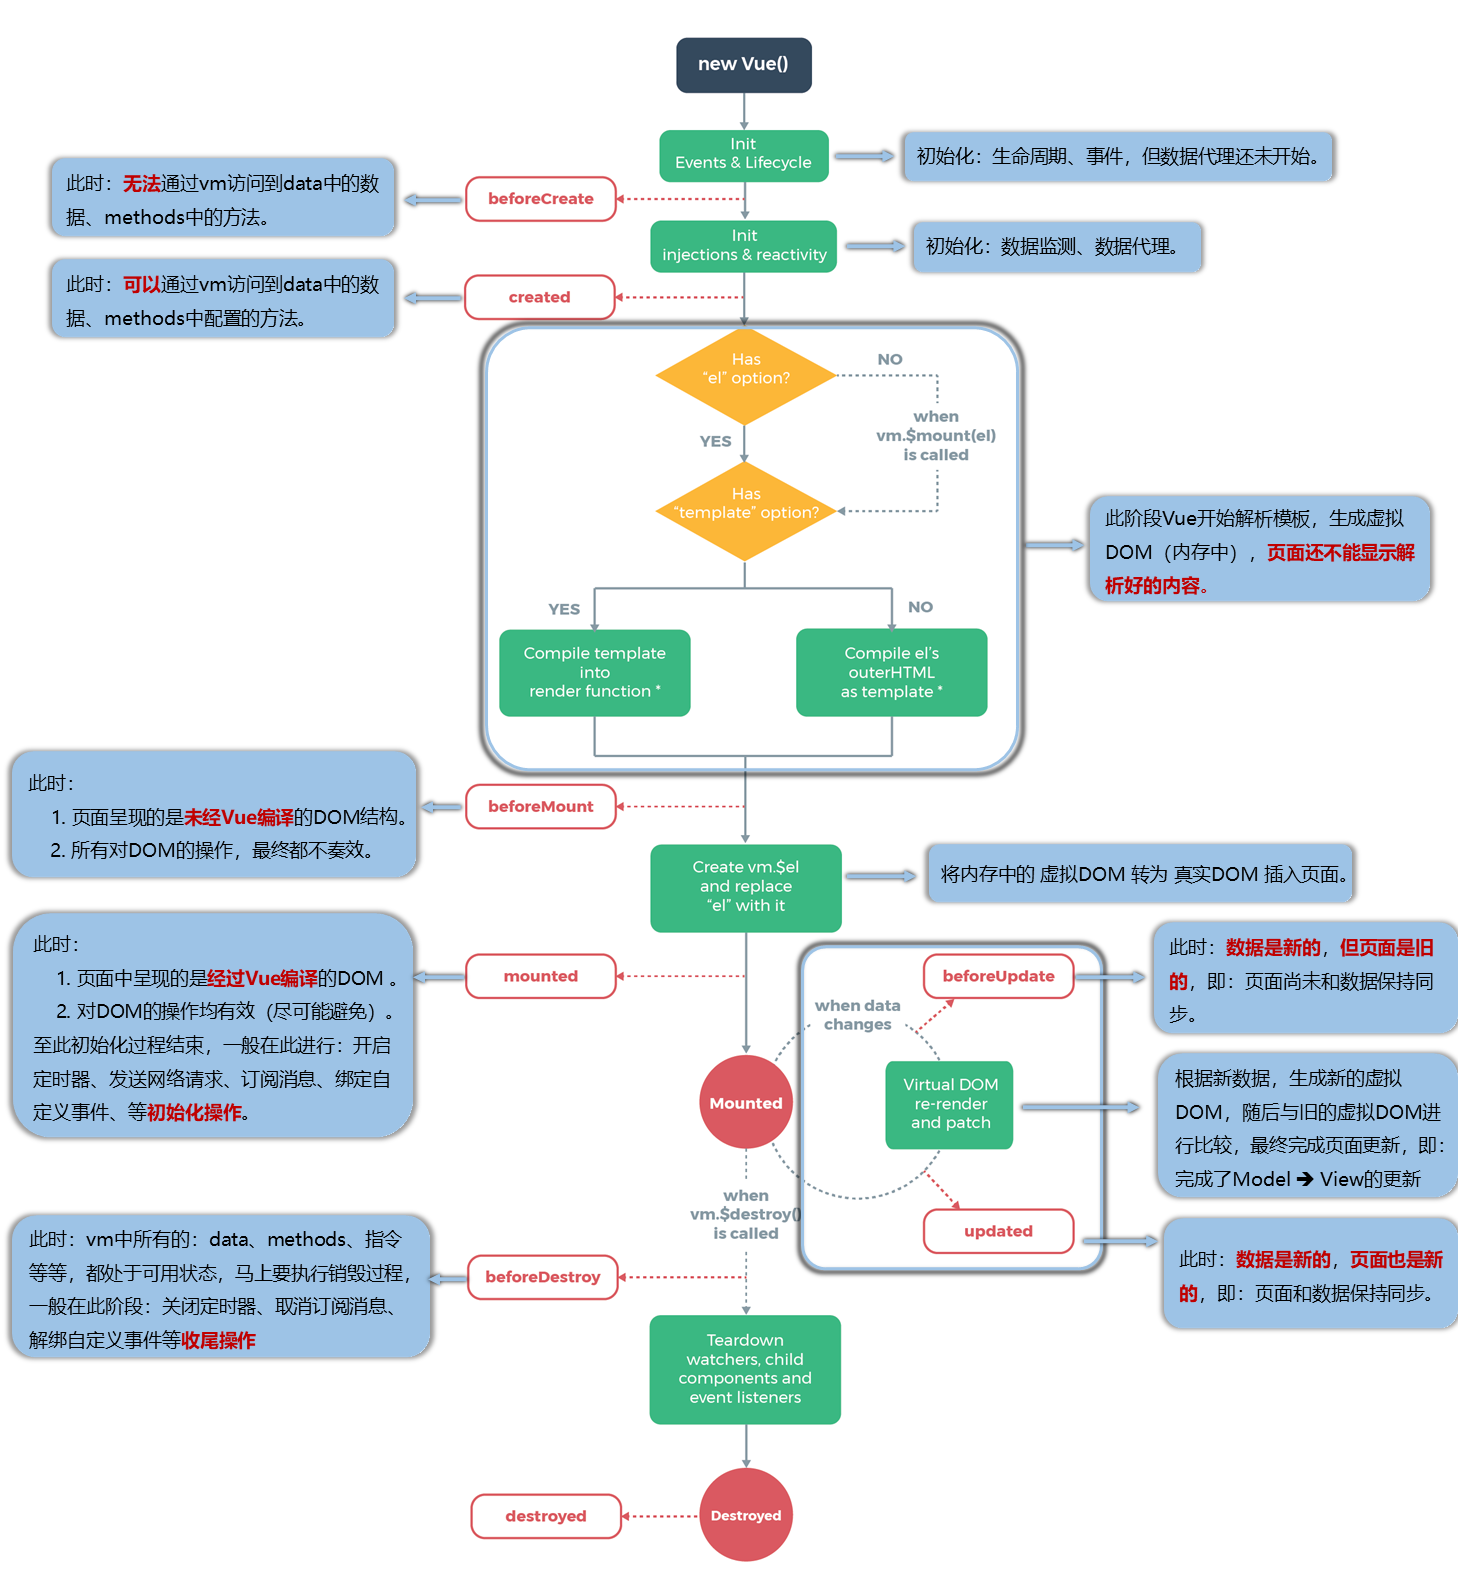 new Vue()
Init
Events & Lifecycle
初始化：生命周期、事件，但数据代理还未开始。
此时：无法通过vm访问到data中的数
据、methods中的方法。
beforeCreate
Init
injections & reactivity
初始化：数据监测、数据代理。
此时：可以通过vm访问到data中的数
据、methods中配置的方法。
created
Has
“el” option?
NO
when
vm.$mount(el)
is called
YES
Has
“template” option?
此阶段Vue开始解析模板，生成虚拟
DOM（内存中），页面还不能显示解
析好的内容。
YES
NO
Compile template
into
render function *
Compile el’s
outerHTML
as template *
此时：
1. 页面呈现的是未经Vue编译的DOM结构。
2. 所有对DOM的操作，最终都不奏效。
beforeMount
Create vm.$el
and replace
“el” with it
将内存中的 虚拟DOM 转为 真实DOM 插入页面。
此时：
1. 页面中呈现的是经过Vue编译的DOM 。
2. 对DOM的操作均有效（尽可能避免）。
至此初始化过程结束，一般在此进行：开启
定时器、发送网络请求、订阅消息、绑定自
定义事件、等初始化操作。
mounted
Mounted
when data
changes
beforeUpdate
此时：数据是新的，但页面是旧
的，即：页面尚未和数据保持同
步。
Virtual DOM
re-render
and patch
根据新数据，生成新的虚拟
DOM，随后与旧的虚拟DOM进
行比较，最终完成页面更新，即：
完成了Model ➔ View的更新
updated
此时：数据是新的，页面也是新
的，即：页面和数据保持同步。
when
vm.$destroy()
is called
此时：vm中所有的：data、methods、指令
等等，都处于可用状态，马上要执行销毁过程，
一般在此阶段：关闭定时器、取消订阅消息、
解绑自定义事件等收尾操作
beforeDestroy
Teardown
watchers, child
components and
event listeners
destroyed
Destroyed